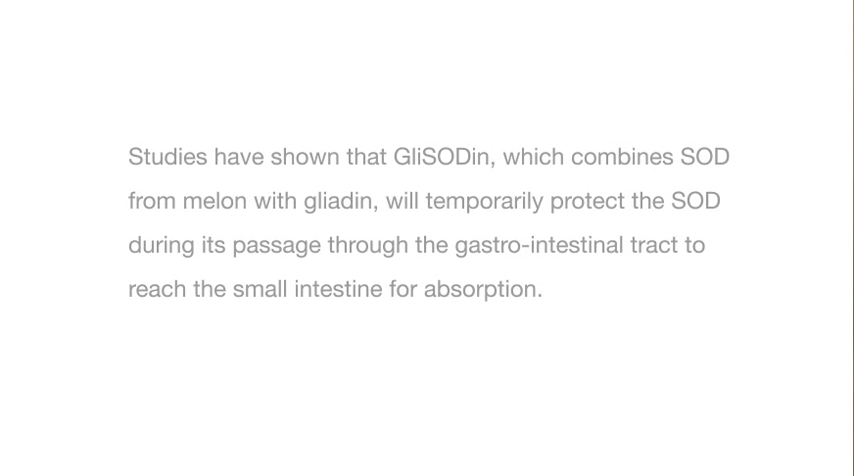 Studies have shown that GliSODin, which combines SOD
from melon with gliadin, will temporarily protect the SOD
during its passage through the gastro-intestinal tract to
reach the small intestine for absorption.